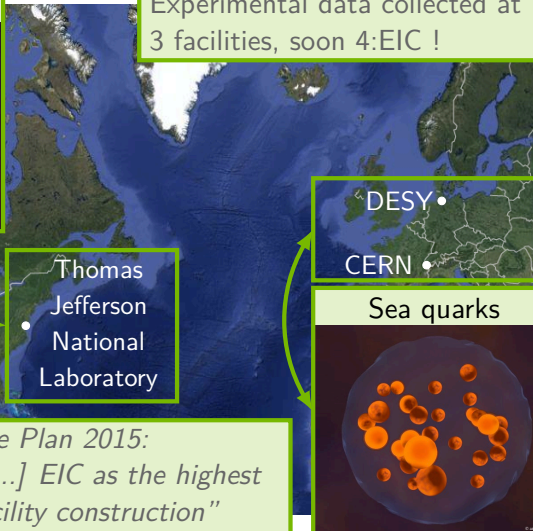 Experimental data collected at
3 facilities, soon 4:EIC !
DESY
CERN
Thomas
Jefferson
National
Laboratory
Sea quarks
e Plan 2015:
..] EIC as the highest
cility construction”